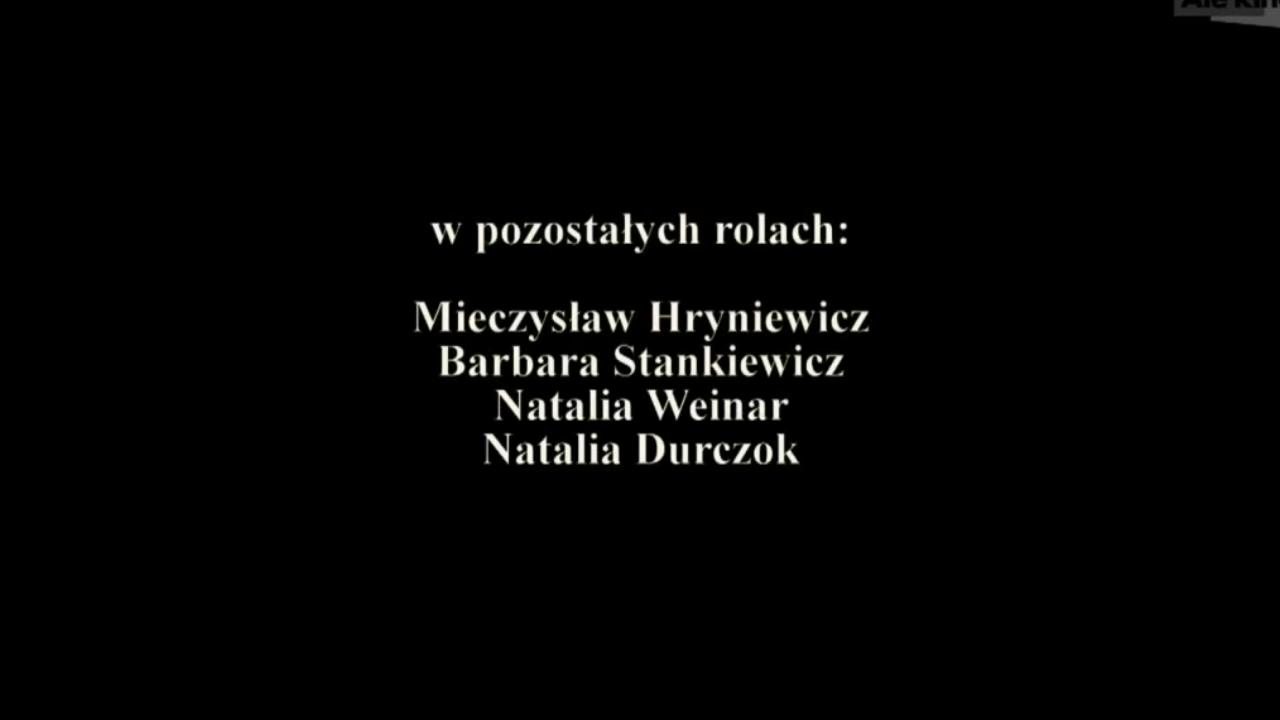 w pozostałych rolach:
Mieczysław Hryniewicz
Barbara Stankiewicz
Natalia Weinar
Natalia Durczok